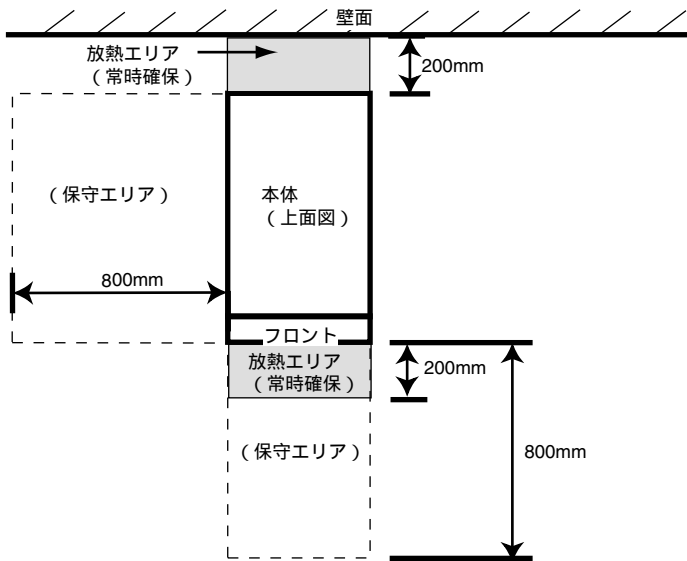 壁面
放熱エリア
(常時確保)
200mm
(保守エリア)
本体
(上面図)
800mm
フロント
放熱エリア
(常時確保)
200mm
(保守エリア)
800mm